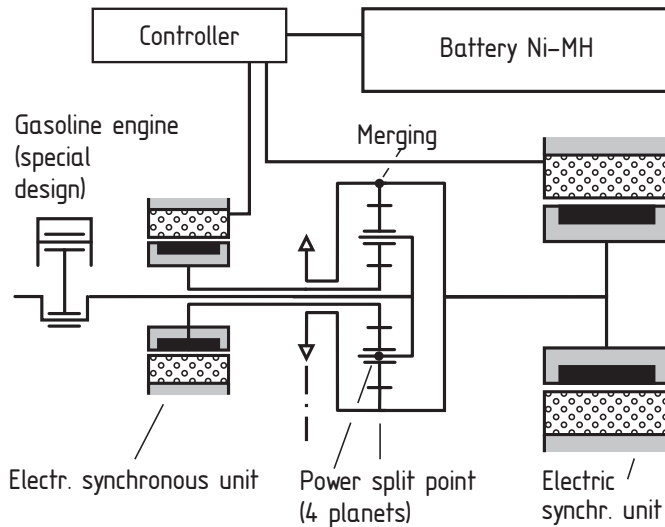 Controller
Battery Ni–MH
Gasoline engine
(special
design)
Merging
Electr. synchronous unit
Power split point
(4 planets)
Electric
synchr. unit